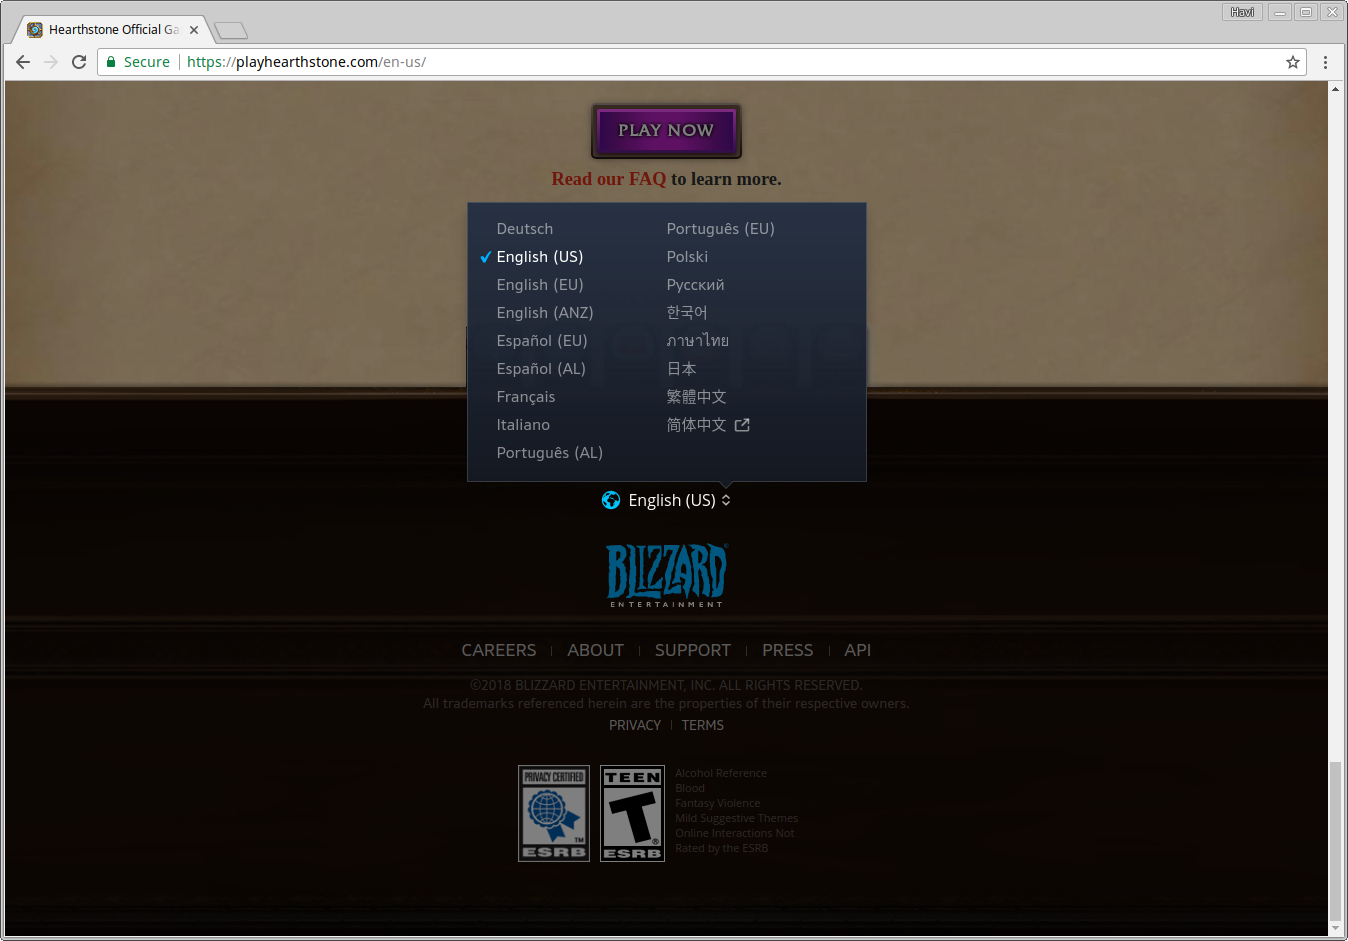 Havi
Hearthstone Official Ga
Secure
https://playhearthstone.com/en-us/
PLAY NOW
Read our FAQ to learn more.
Deutsch
English (US)
English (EU)
English (ANZ)
Español (EU)
Español (AL)
Français
Italiano
Português (AL)
Português (EU)
Polski
Русский
한국어
ภาษาไทย
日本
繁體中文
简体中文
English (US)
BLIZZARD
ENTERTAINMENT
CAREERS | ABOUT | SUPPORT | PRESS | API
©2018 BLIZZARD ENTERTAINMENT, INC. ALL RIGHTS RESERVED.
All trademarks referenced herein are the properties of their respective owners.
PRIVACY | TERMS
PRIVACY CERTIFIED
TM
ESRB
TEEN
T
®
ESRB
Alcohol Reference
Blood
Fantasy Violence
Mild Suggestive Themes
Online Interactions Not
Rated by the ESRB